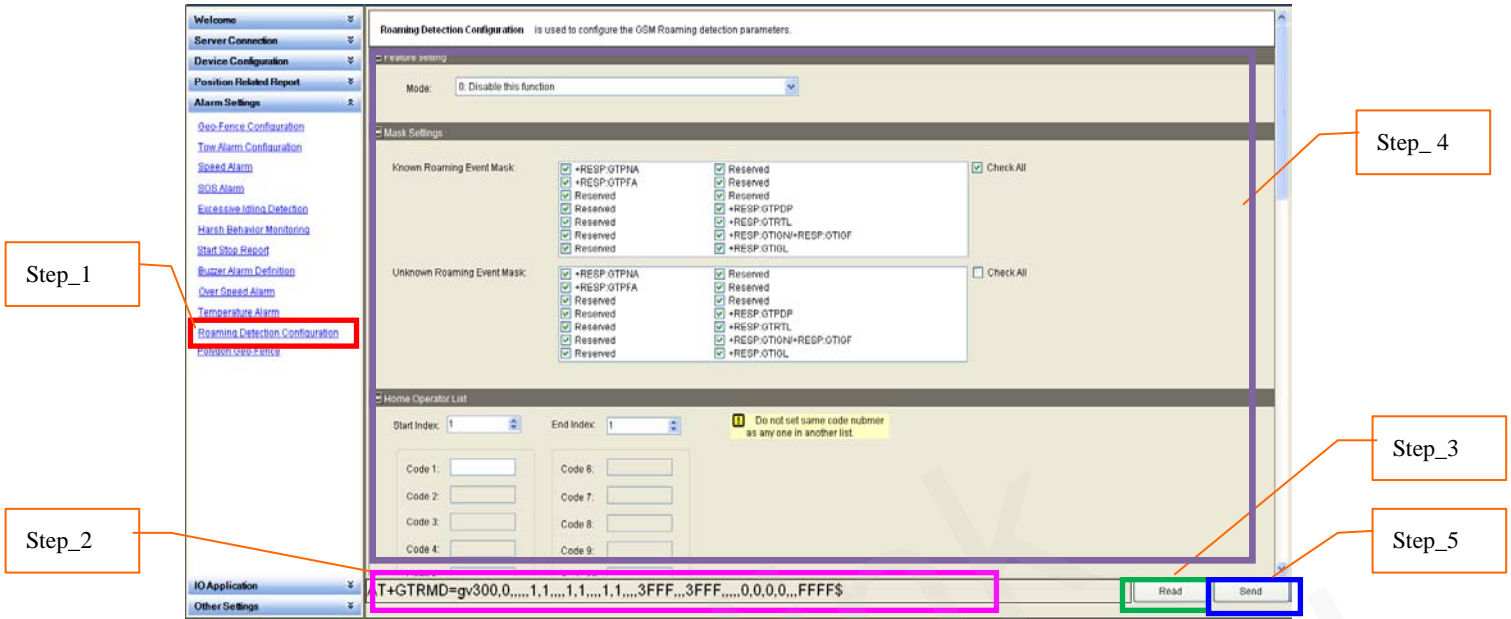 Welcome
Server Connection
Device Configuration
Position Related Report
Alarm Settings
Geo-Fence Configuration
Tow Alarm Configuration
Speed Alarm
SOS Alarm
Excessive Idling Detection
Harsh Behavior Monitoring
Start Stop Report
Buzzer Alarm Definition
Over Speed Alarm
Temperature Alarm
Roaming Detection Configuration
Polygon Geo-Fence
IO Application
Other Settings
Roaming Detection Configuration is used to configure the GSM Roaming detection parameters.
Feature setting
Mode: 0: Disable this function
Mask Settings
Known Roaming Event Mask:
+RESP:GTPNA Reserved Check All
+RESP:GTPFA Reserved
Reserved Reserved
Reserved +RESP:GTPDP
Reserved +RESP:GTRTL
Reserved +RESP:GTIGN/+RESP:GTIGF
Reserved +RESP:GTIGL
Unknown Roaming Event Mask:
+RESP:GTPNA Reserved Check All
+RESP:GTPFA Reserved
Reserved Reserved
Reserved +RESP:GTPDP
Reserved +RESP:GTRTL
Reserved +RESP:GTIGN/+RESP:GTIGF
Reserved +RESP:GTIGL
Home Operator List
Start Index: 1 End Index: 1
Do not set same code nubmer
as any one in another list.
Code 1: Code 6:
Code 2: Code 7:
Code 3: Code 8:
Code 4: Code 9:
AT+GTRMD=gv300,0,,,,,1,1,,,,1,1,,,,1,1,,,,3FFF,,,3FFF,,,,,0,0,0,0,,,FFFF$
Read Send
Step_1
Step_2
Step_ 4
Step_3
Step_5